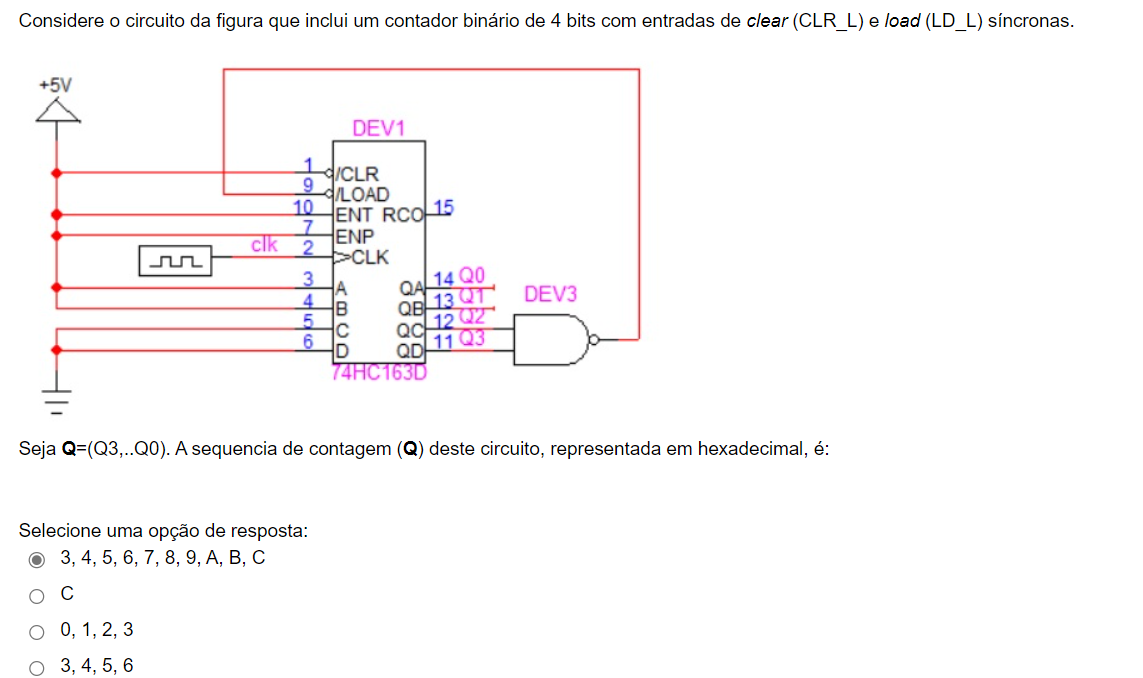 Considere o circuito da figura que inclui um contador binário de 4 bits com entradas de clear (CLR_L) e load (LD_L) síncronas.
+5V
DEV1
1 /CLR
9 /LOAD
10 ENT RCO 15
7 ENP
clk 2 >CLK
3 A QA 14 Q0
4 B QB 13 Q1 DEV3
5 C QC 12 Q2
6 D QD 11 Q3
74HC163D
Seja Q=(Q3,..Q0). A sequencia de contagem (Q) deste circuito, representada em hexadecimal, é:
Selecione uma opção de resposta:
3, 4, 5, 6, 7, 8, 9, A, B, C
C
0, 1, 2, 3
3, 4, 5, 6